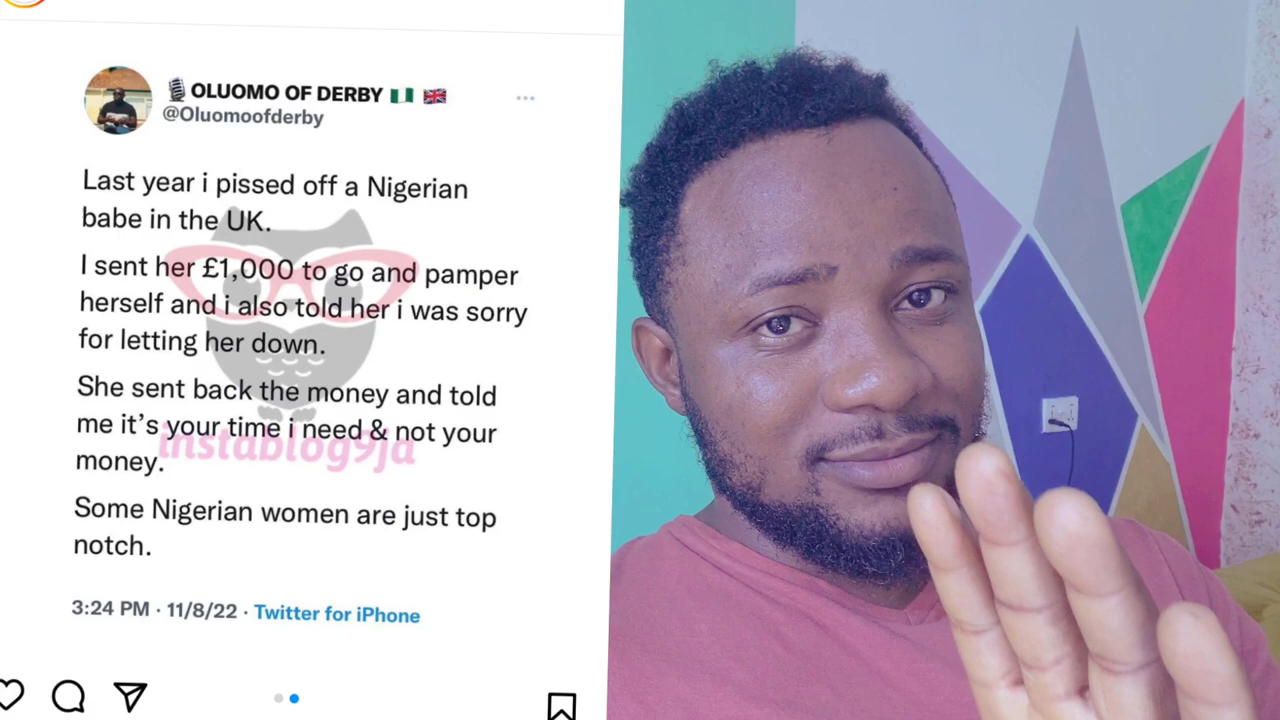 OLUOMO OF DERBY 🇳🇬 🇬🇧
@Oluomoofderby
Last year i pissed off a Nigerian
babe in the UK.
I sent her £1,000 to go and pamper
herself and i also told her i was sorry
for letting her down.
She sent back the money and told
me it’s your time i need & not your
money.
instablog9ja
Some Nigerian women are just top
notch.
3:24 PM · 11/8/22 · Twitter for iPhone